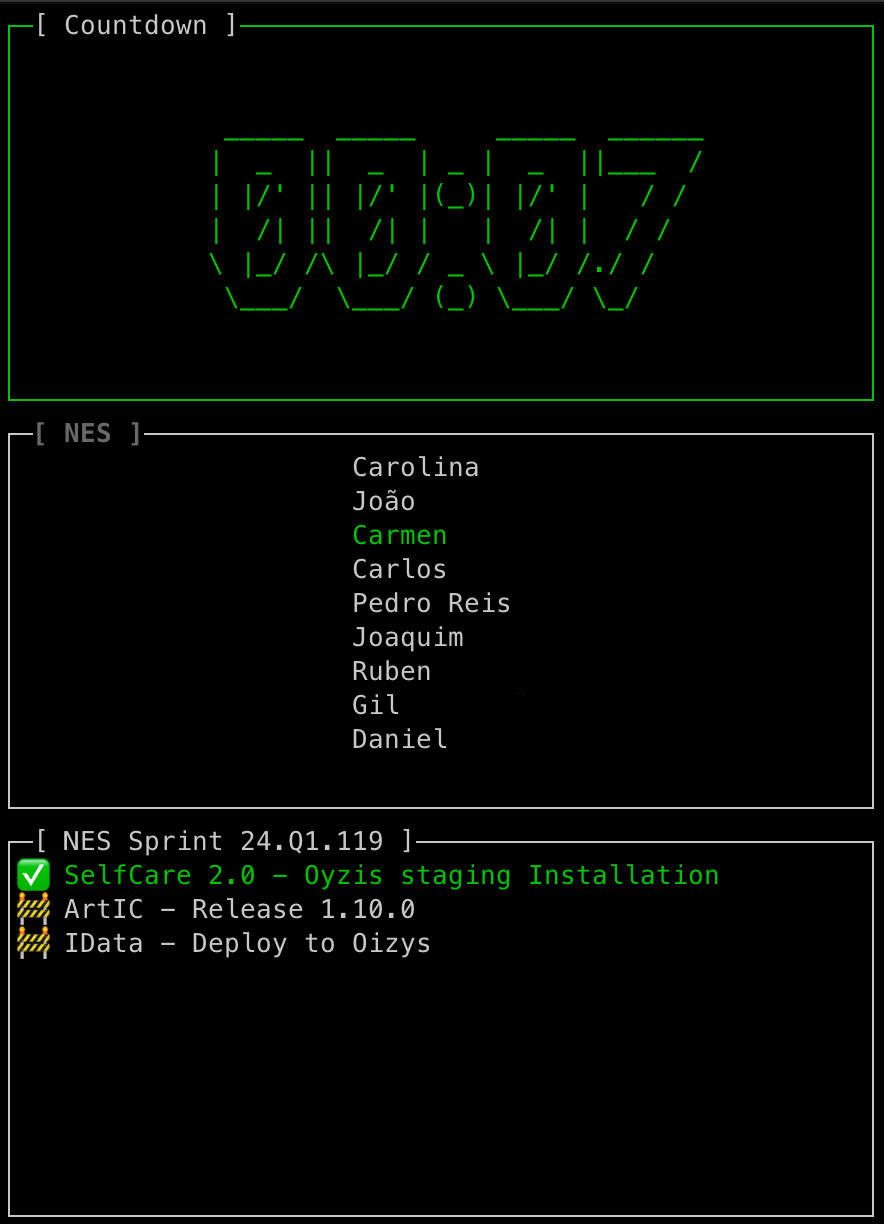 [ Countdown ]
00:07
[ NES ]
Carolina
João
Carmen
Carlos
Pedro Reis
Joaquim
Ruben
Gil
Daniel
[ NES Sprint 24.Q1.119 ]
✅ SelfCare 2.0 – Oyzis staging Installation
🚧 ArtIC – Release 1.10.0
🚧 IData – Deploy to Oizys